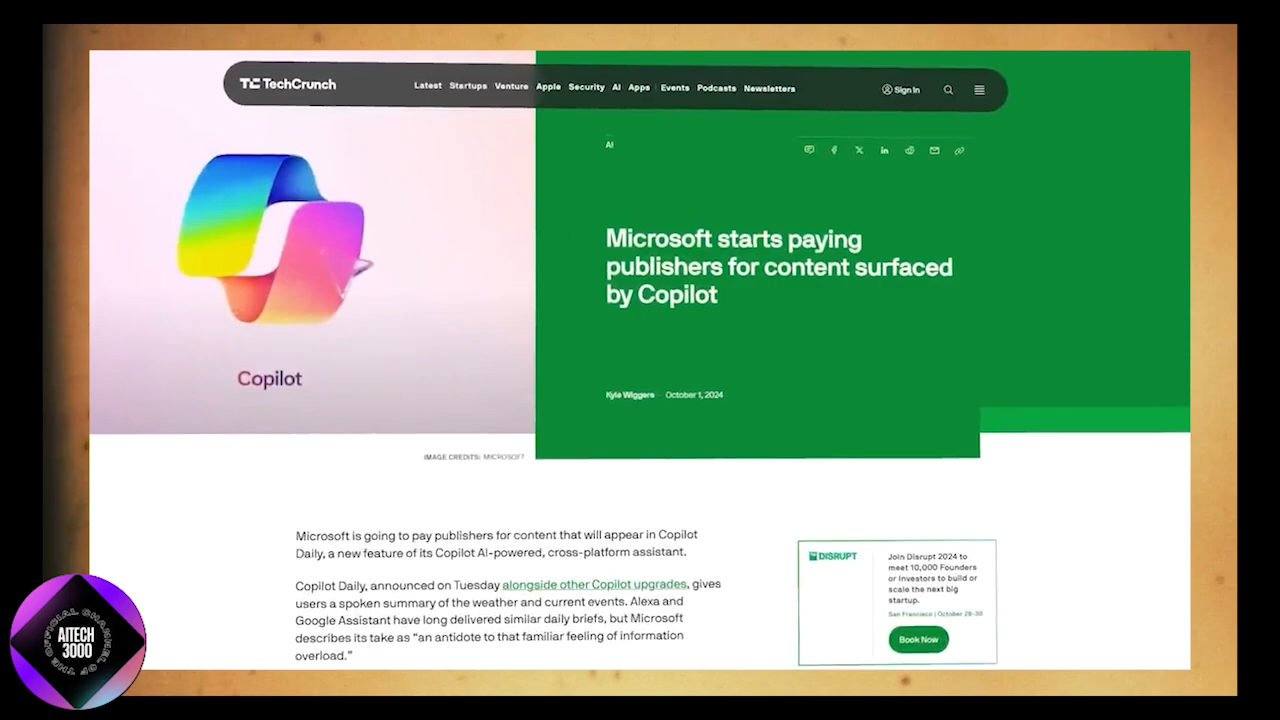 TechCrunch
Latest Startups Venture Apple Security AI Apps Events Podcasts Newsletters
Sign In
AI
Microsoft starts paying
publishers for content surfaced
by Copilot
Kyle Wiggers October 1, 2024
Copilot
IMAGE CREDITS: MICROSOFT
Microsoft is going to pay publishers for content that will appear in Copilot
Daily, a new feature of its Copilot AI-powered, cross-platform assistant.
Copilot Daily, announced on Tuesday alongside other Copilot upgrades, gives
users a spoken summary of the weather and current events. Alexa and
Google Assistant have long delivered similar daily briefs, but Microsoft
describes its take as “an antidote to that familiar feeling of information
overload.”
DISRUPT
Join Disrupt 2024 to
meet 10,000 Founders
or Investors to build or
scale the next big
startup.
San Francisco | October 28-30
Book Now
THE OFFICIAL CHANNEL OF THE
AITECH
3000